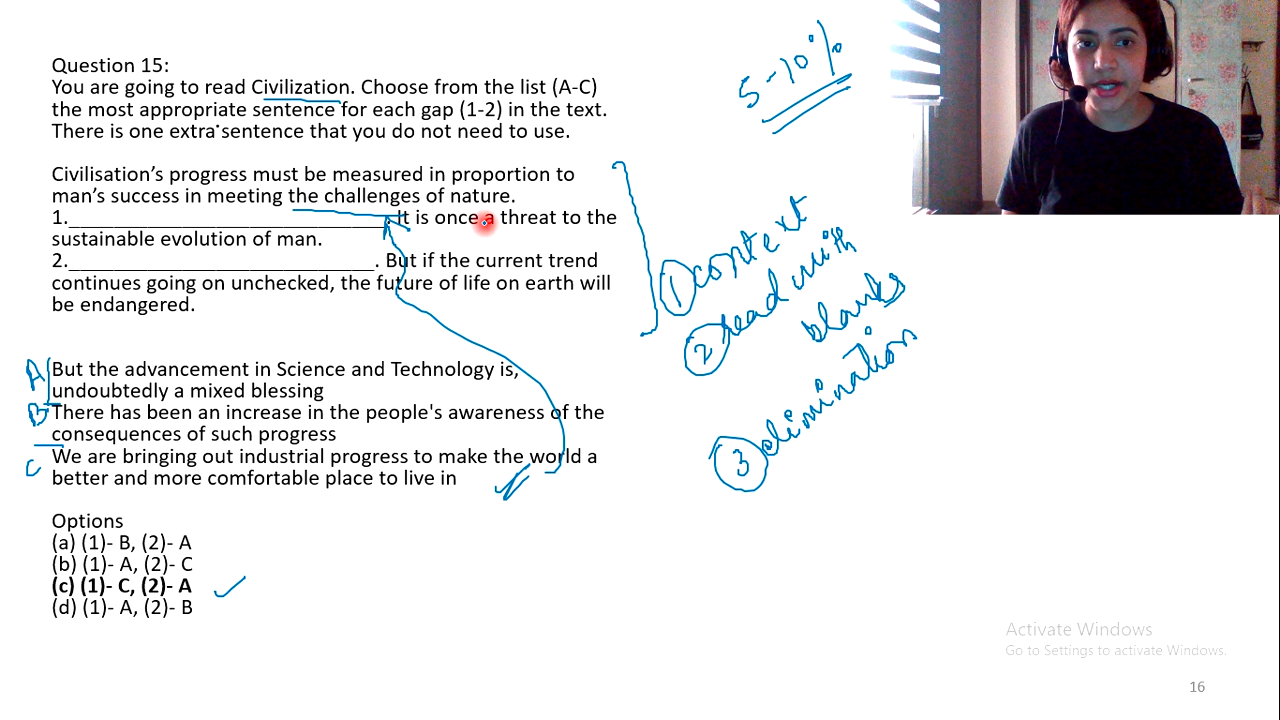 Question 15:
You are going to read Civilization. Choose from the list (A-C)
the most appropriate sentence for each gap (1-2) in the text.
There is one extra sentence that you do not need to use.
Civilisation’s progress must be measured in proportion to
man’s success in meeting the challenges of nature.
1.______________________________. It is once a threat to the
sustainable evolution of man.
2.____________________________. But if the current trend
continues going on unchecked, the future of life on earth will
be endangered.
A But the advancement in Science and Technology is,
undoubtedly a mixed blessing
B There has been an increase in the people's awareness of the
consequences of such progress
C We are bringing out industrial progress to make the world a
better and more comfortable place to live in
Options
(a) (1)- B, (2)- A
(b) (1)- A, (2)- C
(c) (1)- C, (2)- A
(d) (1)- A, (2)- B
5-10%
1 context
2 read with
blanks
3 elimination
Activate Windows
Go to Settings to activate Windows.
16